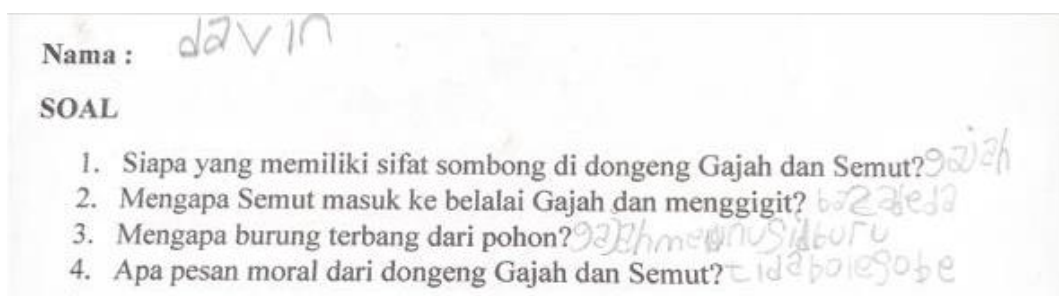 Nama : davin
SOAL
1. Siapa yang memiliki sifat sombong di dongeng Gajah dan Semut? gajah
2. Mengapa Semut masuk ke belalai Gajah dan menggigit?
3. Mengapa burung terbang dari pohon?
4. Apa pesan moral dari dongeng Gajah dan Semut?